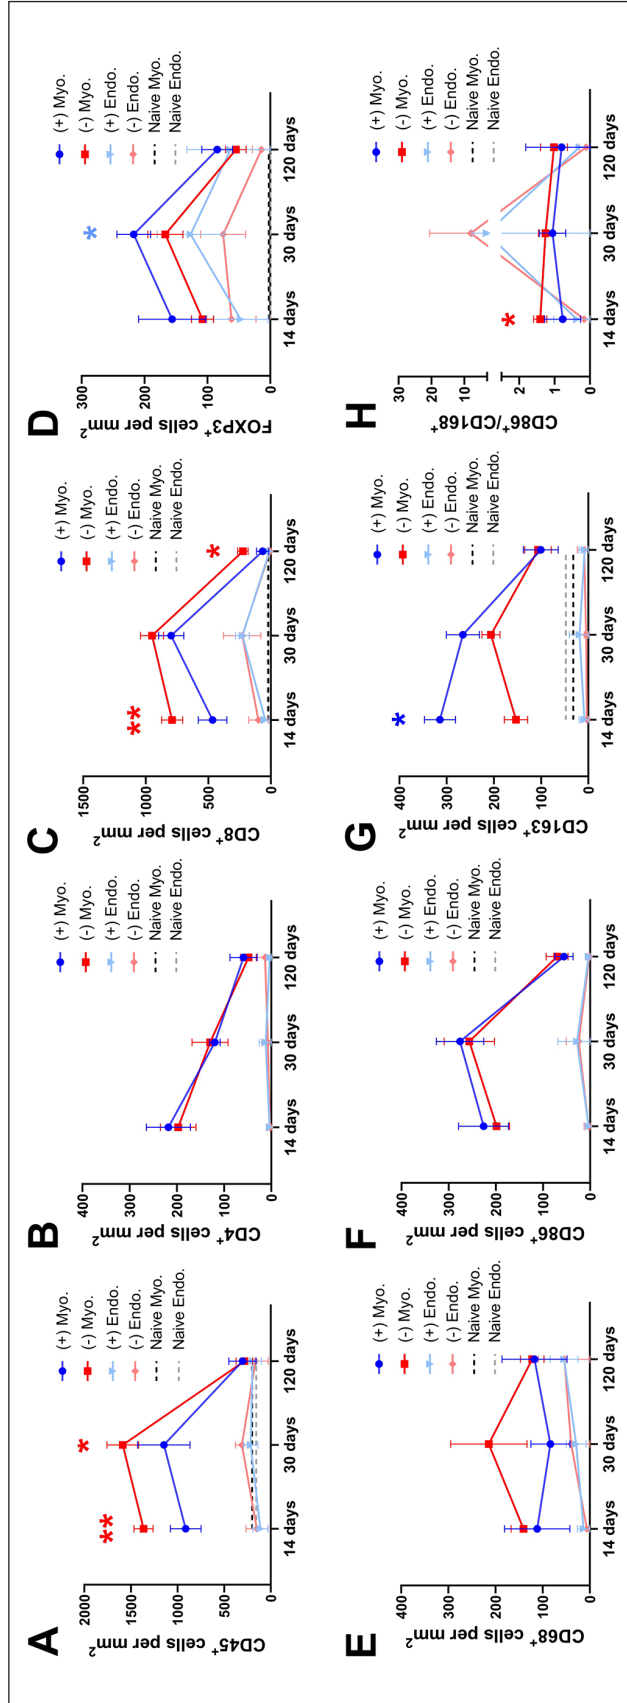 A
CD45+ cells per mm2
2000
1500
1000
500
0
14 days
30 days
120 days
**
*
(+) Myo.
(-) Myo.
(+) Endo.
(-) Endo.
Naive Myo.
Naive Endo.
B
CD4+ cells per mm2
400
300
200
100
0
14 days
30 days
120 days
(+) Myo.
(-) Myo.
(+) Endo.
(-) Endo.
Naive Myo.
Naive Endo.
C
CD8+ cells per mm2
1500
1000
500
0
14 days
30 days
120 days
**
*
(+) Myo.
(-) Myo.
(+) Endo.
(-) Endo.
Naive Myo.
Naive Endo.
D
FOXP3+ cells per mm2
300
200
100
0
14 days
30 days
120 days
*
(+) Myo.
(-) Myo.
(+) Endo.
(-) Endo.
Naive Myo.
Naive Endo.
E
CD68+ cells per mm2
400
300
200
100
0
14 days
30 days
120 days
(+) Myo.
(-) Myo.
(+) Endo.
(-) Endo.
Naive Myo.
Naive Endo.
F
CD86+ cells per mm2
400
300
200
100
0
14 days
30 days
120 days
(+) Myo.
(-) Myo.
(+) Endo.
(-) Endo.
Naive Myo.
Naive Endo.
G
CD163+ cells per mm2
400
300
200
100
0
14 days
30 days
120 days
*
(+) Myo.
(-) Myo.
(+) Endo.
(-) Endo.
Naive Myo.
Naive Endo.
H
CD86+/CD168+
30
20
10
2
1
0
14 days
30 days
120 days
*
(+) Myo.
(-) Myo.
(+) Endo.
(-) Endo.
Naive Myo.
Naive Endo.